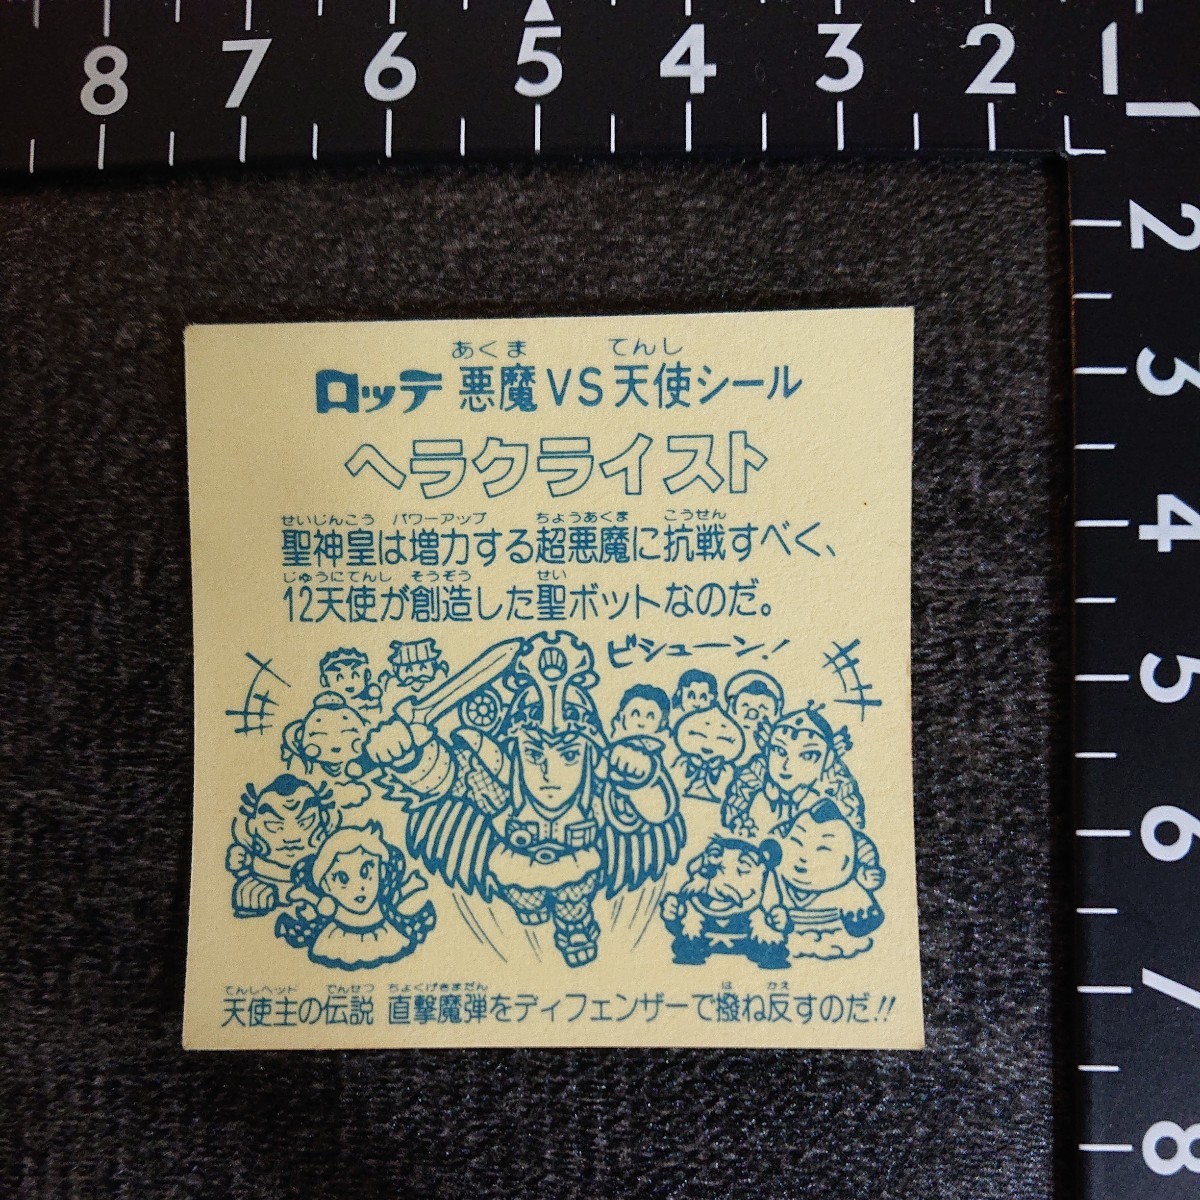 8 7 6 5 4 3 2 1
1
2
3
4
5
6
7
8
あくま てんし
ロッテ 悪魔VS天使シール
ヘラクライスト
せいじんこう パワーアップ ちょうあくま こうせん
聖神皇は増力する超悪魔に抗戦すべく、
じゅうにてんし そうぞう せい
12天使が創造した聖ボットなのだ。
ビシューーン!
てんしヘッド でんせつ ちょくげきまだん は かえ
天使主の伝説 直撃魔弾をディフェンザーで撥ね反すのだ!!